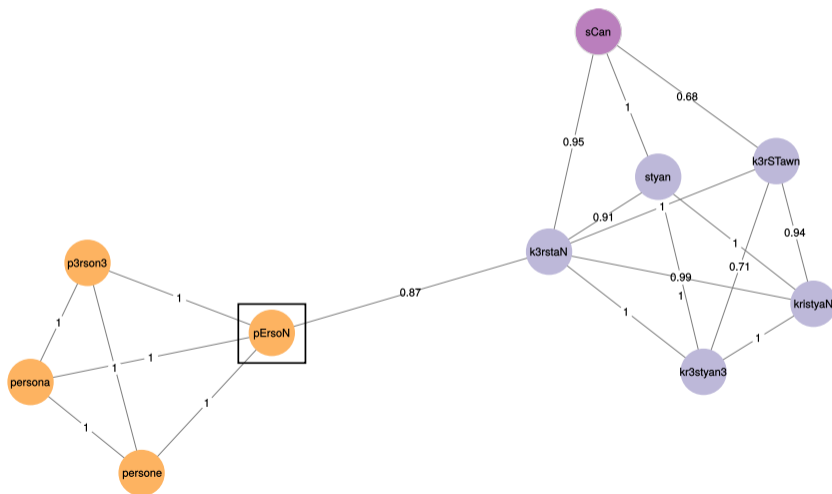 sCan
0.68
1
0.95
k3rSTawn
styan
1
0.91
0.94
1
k3rstaN
p3rson3
0.71
0.99
0.87
1
1
kristyaN
1
1
pErsoN
1
1
1
1
kr3styan3
persona
1
1
persone